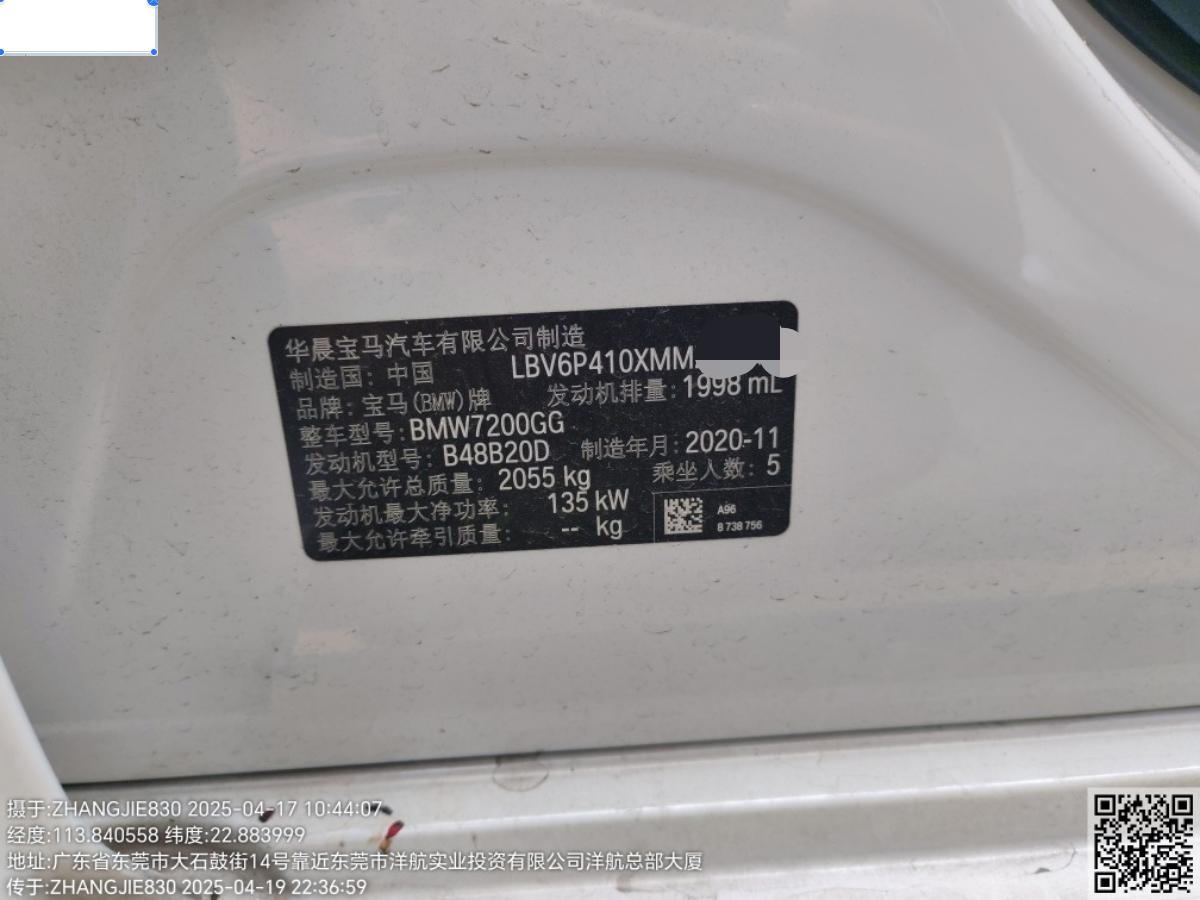 华晨宝马汽车有限公司制造
制造国：中国 LBV6P410XMM
品牌：宝马(BMW)牌 发动机排量：1998 mL
整车型号：BMW7200GG
发动机型号：B48B20D 制造年月：2020-11
最大允许总质量：2055 kg 乘坐人数：5
发动机最大净功率：135 kW
最大允许牵引质量：-- kg
A96
8 738 756
摄于:ZHANGJIE830 2025-04-17 10:44:07
经度:113.840558 纬度:22.883999
地址:广东省东莞市大石鼓街14号靠近东莞市洋航实业投资有限公司洋航总部大厦
传于:ZHANGJIE830 2025-04-19 22:36:59